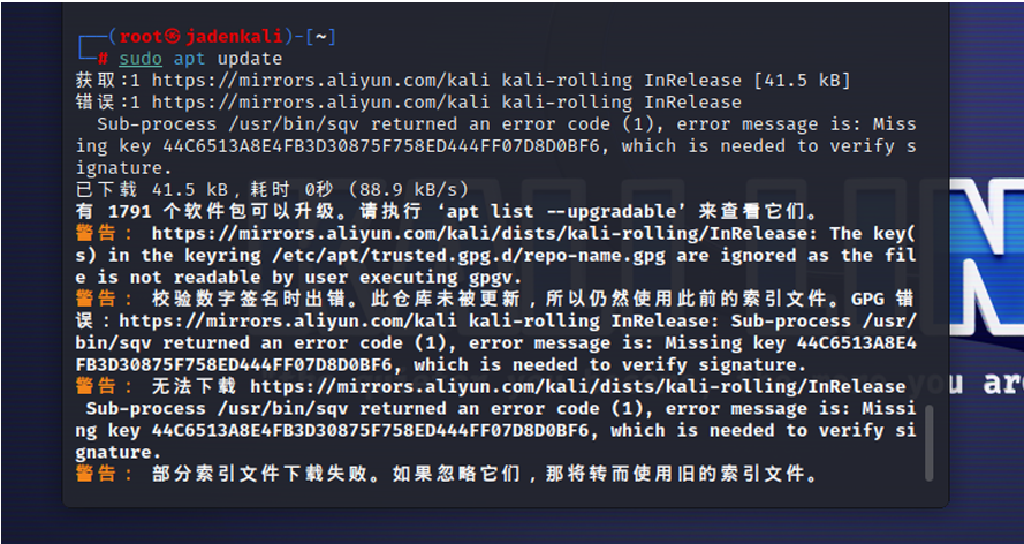 ┌──(root㉿jadenkali)-[~]
└─# sudo apt update
获取:1 https://mirrors.aliyun.com/kali kali-rolling InRelease [41.5 kB]
错误:1 https://mirrors.aliyun.com/kali kali-rolling InRelease
Sub-process /usr/bin/sqv returned an error code (1), error message is: Miss
ing key 44C6513A8E4FB3D30875F758ED444FF07D8D0BF6, which is needed to verify s
ignature.
已下载 41.5 kB，耗时 0秒 (88.9 kB/s)
有 1791 个软件包可以升级。请执行 ‘apt list --upgradable’ 来查看它们。
警告： https://mirrors.aliyun.com/kali/dists/kali-rolling/InRelease: The key(
s) in the keyring /etc/apt/trusted.gpg.d/repo-name.gpg are ignored as the fil
e is not readable by user executing gpgv.
警告： 校验数字签名时出错。此仓库未被更新，所以仍然使用此前的索引文件。GPG 错
误：https://mirrors.aliyun.com/kali kali-rolling InRelease: Sub-process /usr/
bin/sqv returned an error code (1), error message is: Missing key 44C6513A8E4
FB3D30875F758ED444FF07D8D0BF6, which is needed to verify signature.
警告： 无法下载 https://mirrors.aliyun.com/kali/dists/kali-rolling/InRelease
Sub-process /usr/bin/sqv returned an error code (1), error message is: Missi
ng key 44C6513A8E4FB3D30875F758ED444FF07D8D0BF6, which is needed to verify si
gnature.
警告： 部分索引文件下载失败。如果忽略它们，那将转而使用旧的索引文件。